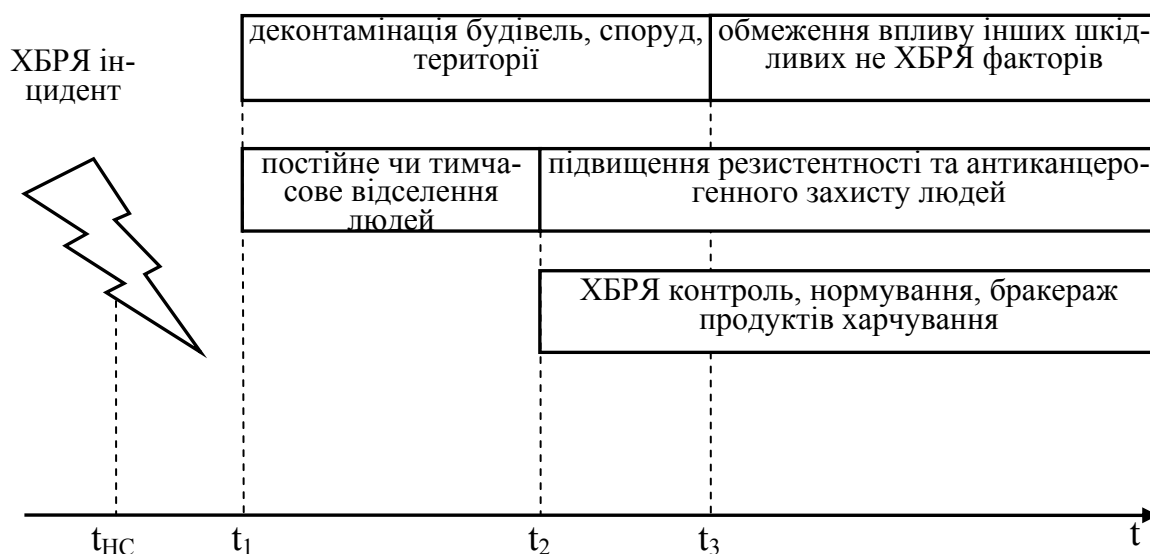 ХБРЯ ін-
цидент
деконтамінація будівель, споруд,
території
обмеження впливу інших шкід-
ливих не ХБРЯ факторів
постійне чи тимча-
сове відселення
людей
підвищення резистентності та антиканцеро-
генного захисту людей
ХБРЯ контроль, нормування, бракераж
продуктів харчування
tНС t1 t2 t3 t